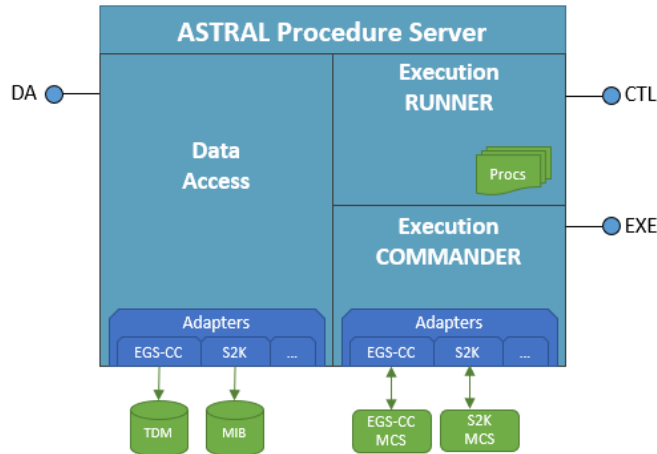 ASTRAL Procedure Server
DA
Data
Access
Execution
RUNNER
CTL
Procs
Execution
COMMANDER
EXE
Adapters
EGS-CC
S2K
...
Adapters
EGS-CC
S2K
...
TDM
MIB
EGS-CC
MCS
S2K
MCS